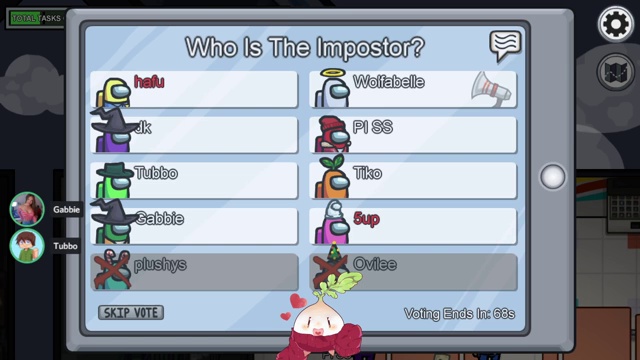 TOTAL TASKS
Who Is The Impostor?
hafu
Wolfabelle
Jk
PI SS
Tubbo
Tiko
Gabbie
5up
plushys
Ovilee
SKIP VOTE
Voting Ends In: 68s
Gabbie
Tubbo